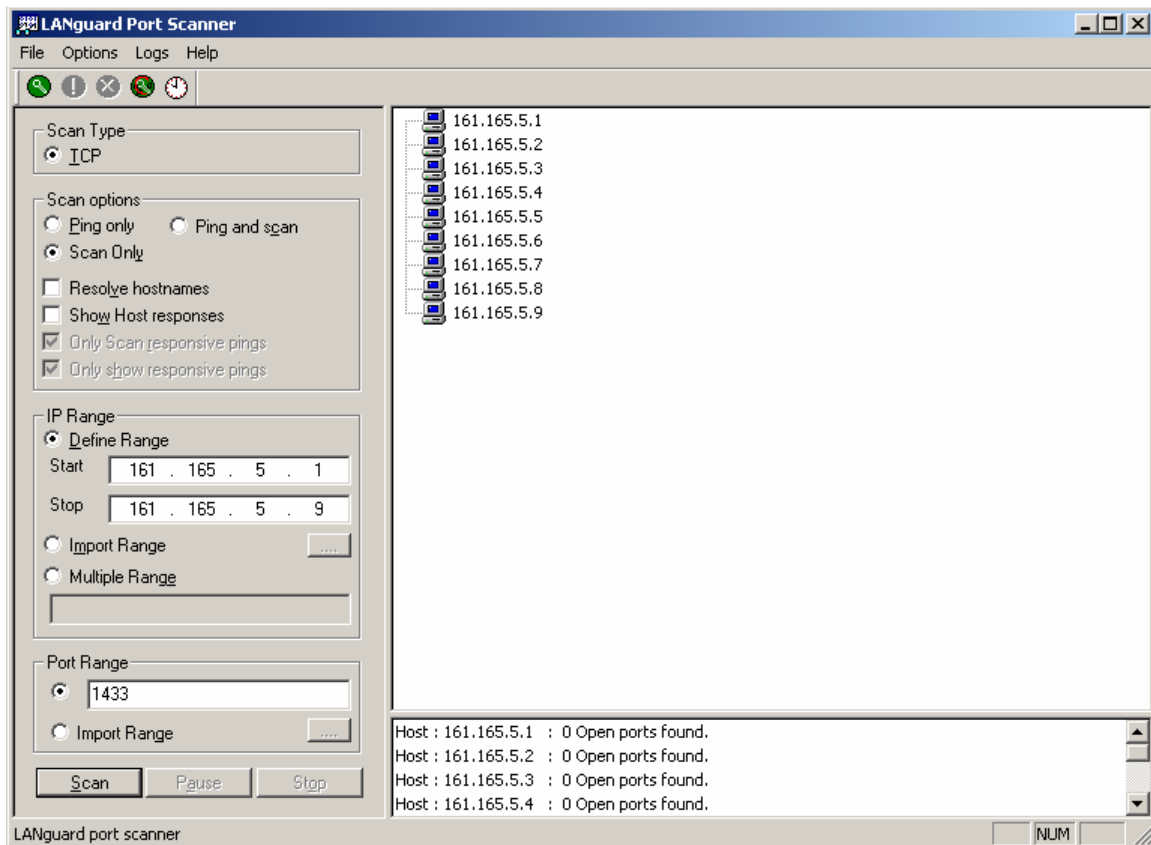 LANguard Port Scanner
File Options Logs Help
Scan Type
TCP
Scan options
Ping only Ping and scan
Scan Only
Resolve hostnames
Show Host responses
Only Scan responsive pings
Only show responsive pings
IP Range
Define Range
Start 161 . 165 . 5 . 1
Stop 161 . 165 . 5 . 9
Import Range ....
Multiple Range
Port Range
1433
Import Range ....
Scan Pause Stop
161.165.5.1
161.165.5.2
161.165.5.3
161.165.5.4
161.165.5.5
161.165.5.6
161.165.5.7
161.165.5.8
161.165.5.9
Host : 161.165.5.1 : 0 Open ports found.
Host : 161.165.5.2 : 0 Open ports found.
Host : 161.165.5.3 : 0 Open ports found.
Host : 161.165.5.4 : 0 Open ports found.
LANguard port scanner NUM